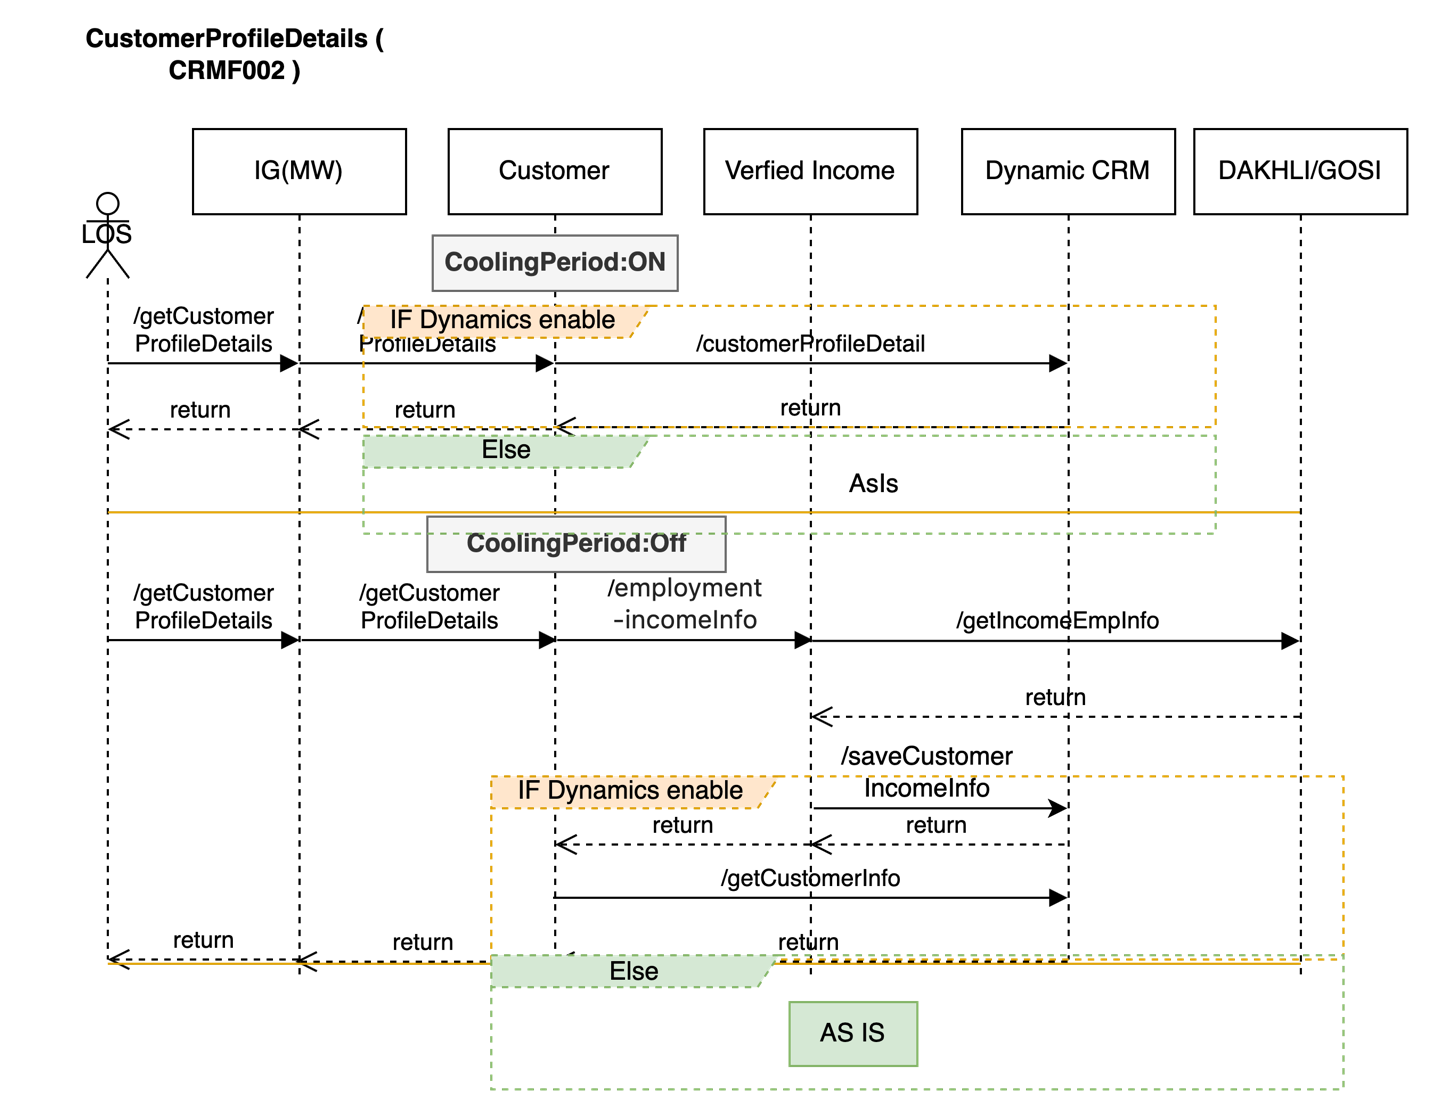 CustomerProfileDetails (
CRMF002 )
IG(MW)
Customer
Verfied Income
Dynamic CRM
DAKHLI/GOSI
LOS
CoolingPeriod:ON
/getCustomer
ProfileDetails
/
ProfileDetails
IF Dynamics enable
/customerProfileDetail
return
return
return
Else
AsIs
CoolingPeriod:Off
/getCustomer
ProfileDetails
/getCustomer
ProfileDetails
/employment
-incomeInfo
/getIncomeEmpInfo
return
/saveCustomer
IncomeInfo
IF Dynamics enable
return
return
/getCustomerInfo
return
return
return
Else
AS IS